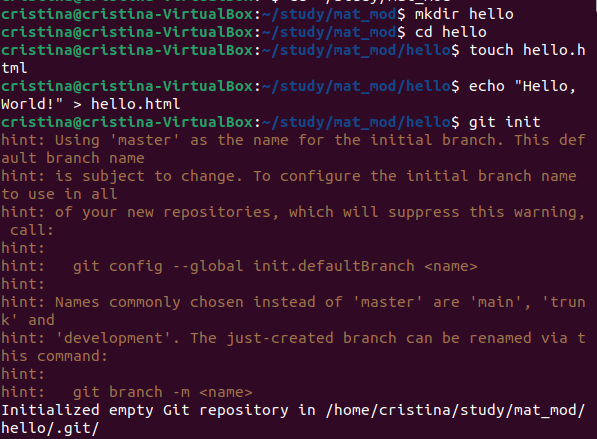 cristina@cristina-VirtualBox:~/study/mat_mod$ mkdir hello
cristina@cristina-VirtualBox:~/study/mat_mod$ cd hello
cristina@cristina-VirtualBox:~/study/mat_mod/hello$ touch hello.h
tml
cristina@cristina-VirtualBox:~/study/mat_mod/hello$ echo "Hello,
World!" > hello.html
cristina@cristina-VirtualBox:~/study/mat_mod/hello$ git init
hint: Using 'master' as the name for the initial branch. This def
ault branch name
hint: is subject to change. To configure the initial branch name
to use in all
hint: of your new repositories, which will suppress this warning,
 call:
hint:
hint:   git config --global init.defaultBranch <name>
hint:
hint: Names commonly chosen instead of 'master' are 'main', 'trun
k' and
hint: 'development'. The just-created branch can be renamed via t
his command:
hint:
hint:   git branch -m <name>
Initialized empty Git repository in /home/cristina/study/mat_mod/
hello/.git/